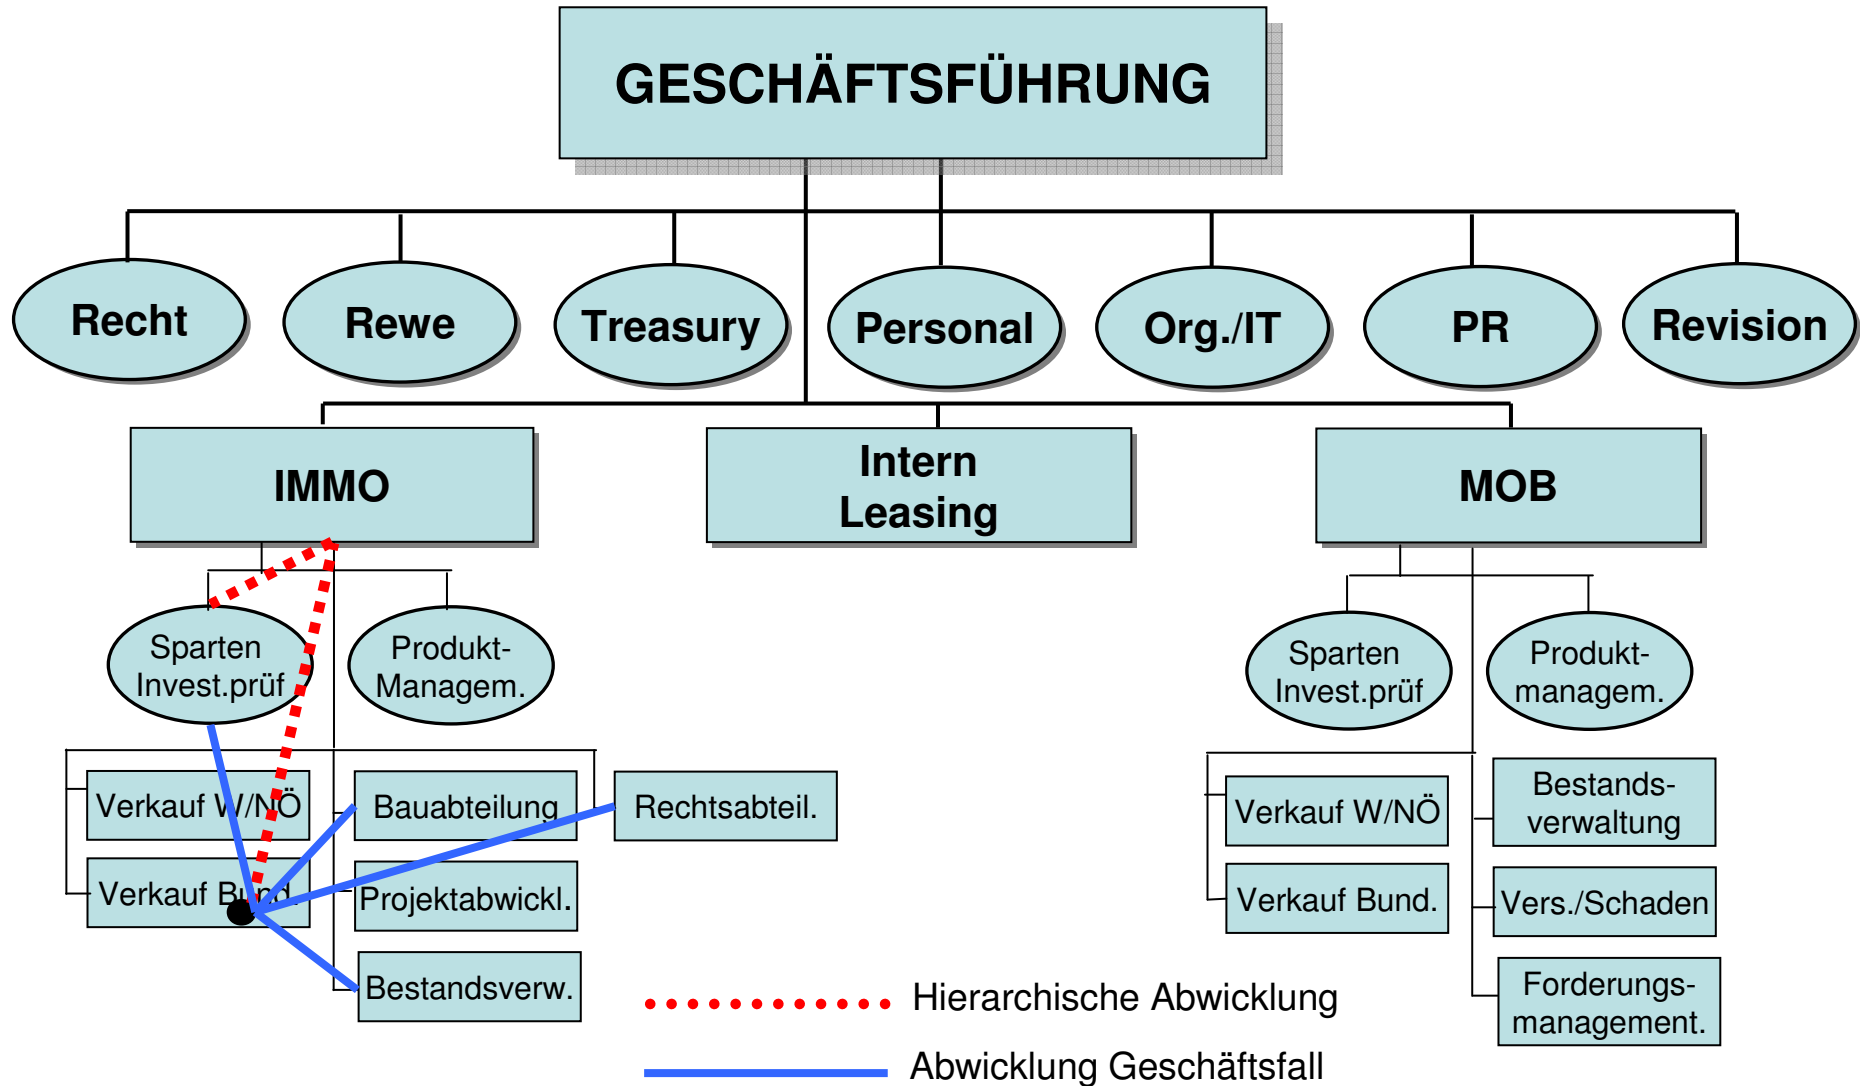 GESCHÄFTSFÜHRUNG
Recht
Rewe
Treasury
Personal
Org./IT
PR
Revision
IMMO
Intern
Leasing
MOB
Sparten
Invest.prüf
Produkt-
Managem.
Sparten
Invest.prüf
Produkt-
managem.
Verkauf W/NÖ
Bauabteilung
Rechtsabteil.
Verkauf Bund.
Projektabwickl.
Bestandsverw.
Verkauf W/NÖ
Bestands-
verwaltung
Verkauf Bund.
Vers./Schaden
Forderungs-
management.
Hierarchische Abwicklung
Abwicklung Geschäftsfall